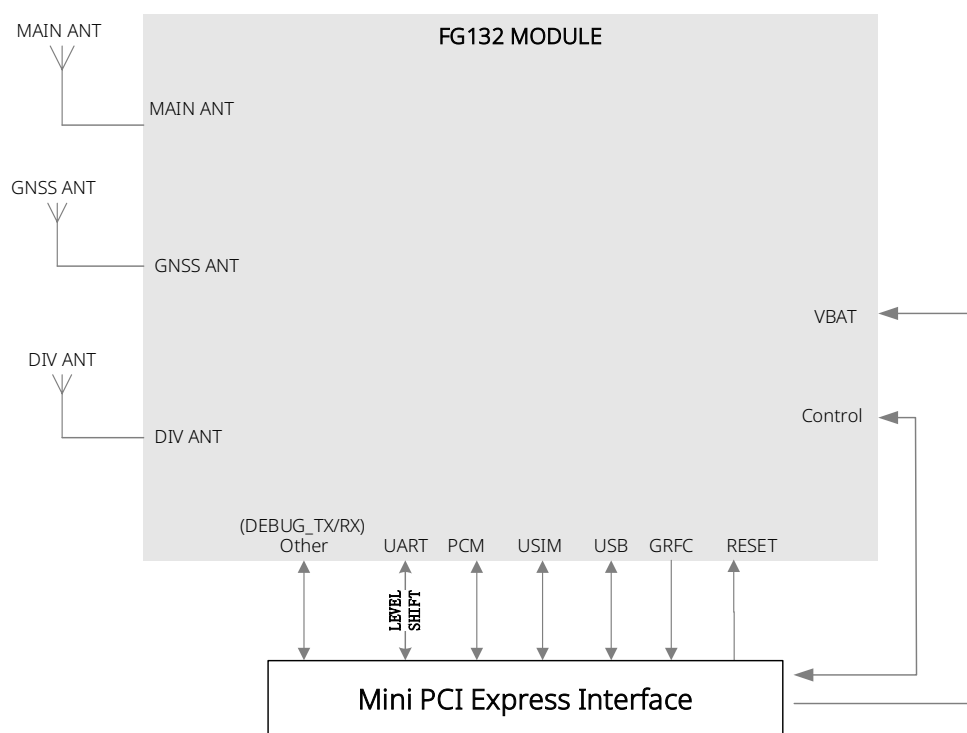 MAIN ANT
FG132 MODULE
MAIN ANT
GNSS ANT
GNSS ANT
VBAT
DIV ANT
Control
DIV ANT
(DEBUG_TX/RX)
Other
UART
PCM
USIM
USB
GRFC
RESET
LEVEL
SHIFT
Mini PCI Express Interface